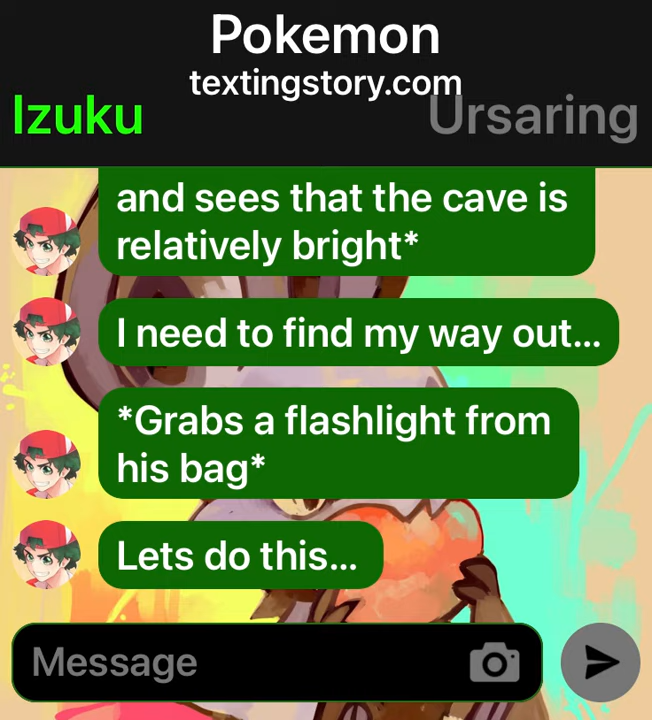 Pokemon
textingstory.com
Izuku
Ursaring
and sees that the cave is
relatively bright*
I need to find my way out...
*Grabs a flashlight from
his bag*
Lets do this...
Message